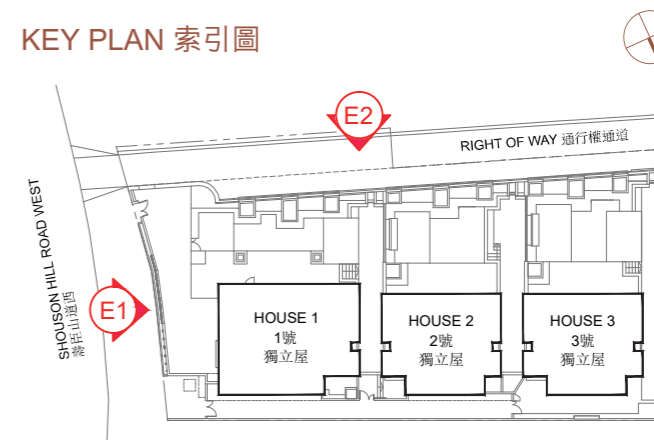 KEY PLAN 索引圖
E2
RIGHT OF WAY 通行權通道
SHOUSON HILL ROAD WEST
壽臣山道西
E1
HOUSE 1
1號
獨立屋
HOUSE 2
2號
獨立屋
HOUSE 3
3號
獨立屋